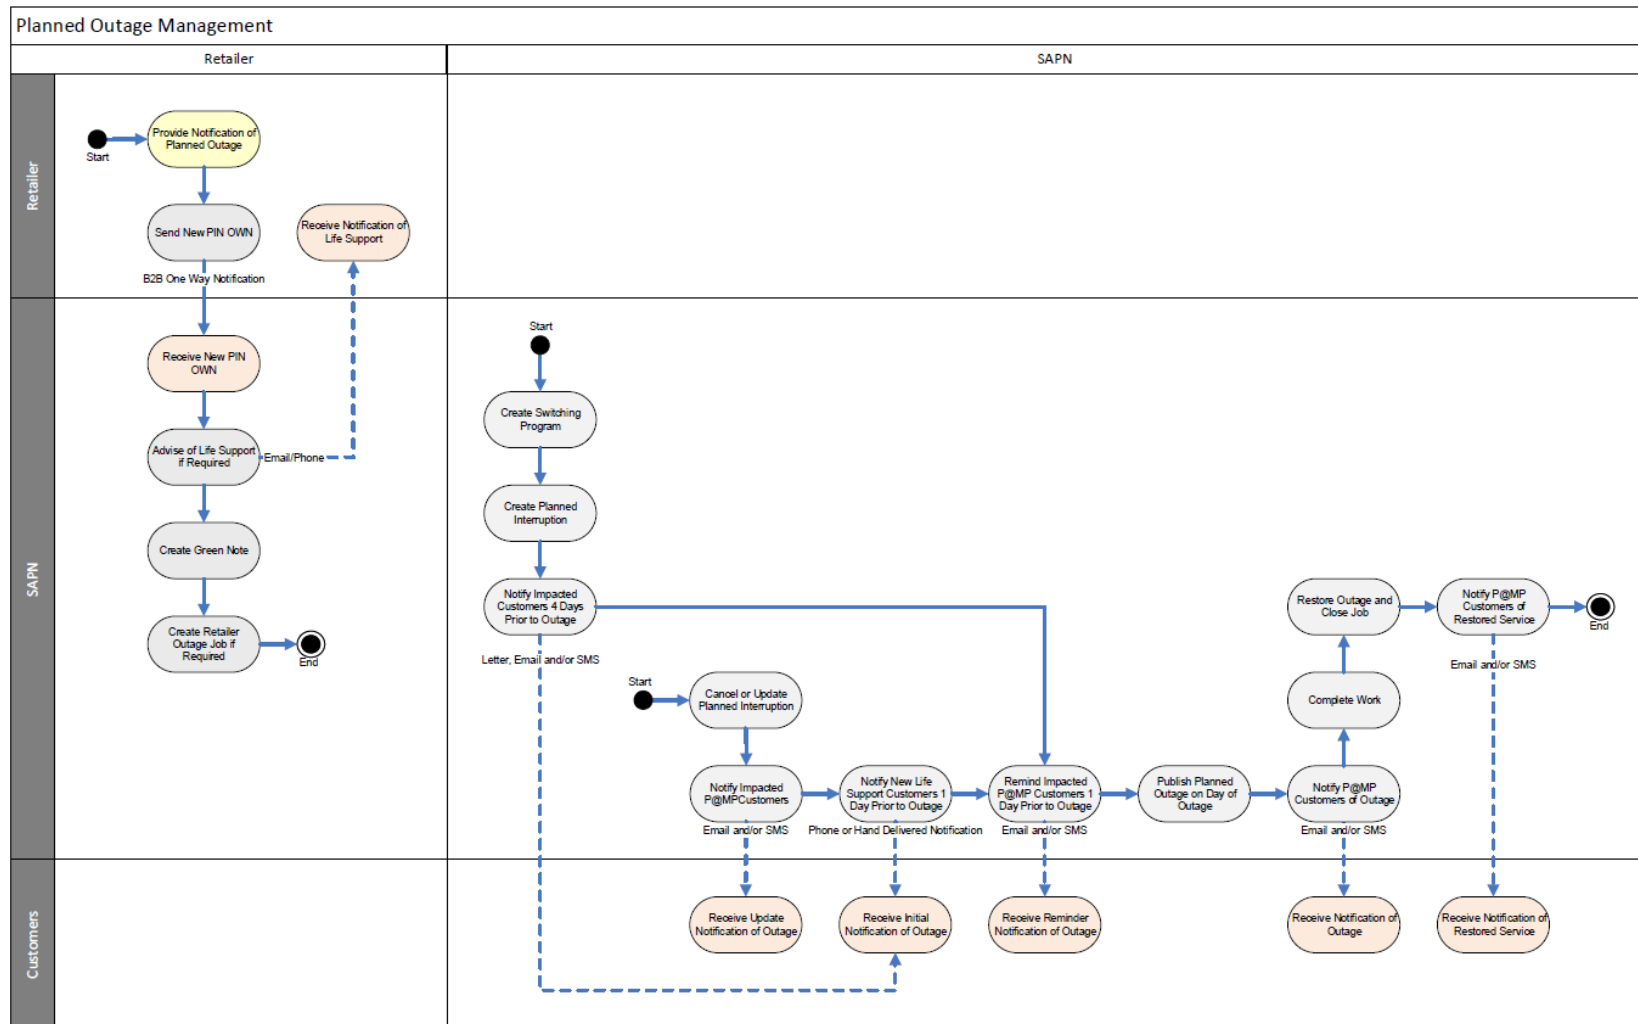 Planned Outage Management
Retailer
SAPN
Retailer
Start
Provide Notification of
Planned Outage
Send New PIN OWN
B2B One Way Notification
Receive Notification of
Life Support
SAPN
Receive New PIN
OWN
Advise of Life Support
if Required
Email/Phone
Create Green Note
Create Retailer
Outage Job if
Required
End
Start
Create Switching
Program
Create Planned
Interruption
Notify Impacted
Customers 4 Days
Prior to Outage
Letter, Email and/or SMS
Start
Cancel or Update
Planned Interruption
Notify Impacted
P@MPCustomers
Email and/or SMS
Notify New Life
Support Customers 1
Day Prior to Outage
Phone or Hand Delivered Notification
Remind Impacted
P@MP Customers 1
Day Prior to Outage
Email and/or SMS
Publish Planned
Outage on Day of
Outage
Notify P@MP
Customers of Outage
Email and/or SMS
Complete Work
Restore Outage and
Close Job
Notify P@MP
Customers of
Restored Service
Email and/or SMS
End
Customers
Receive Update
Notification of Outage
Receive Initial
Notification of Outage
Receive Reminder
Notification of Outage
Receive Notification of
Outage
Receive Notification of
Restored Service